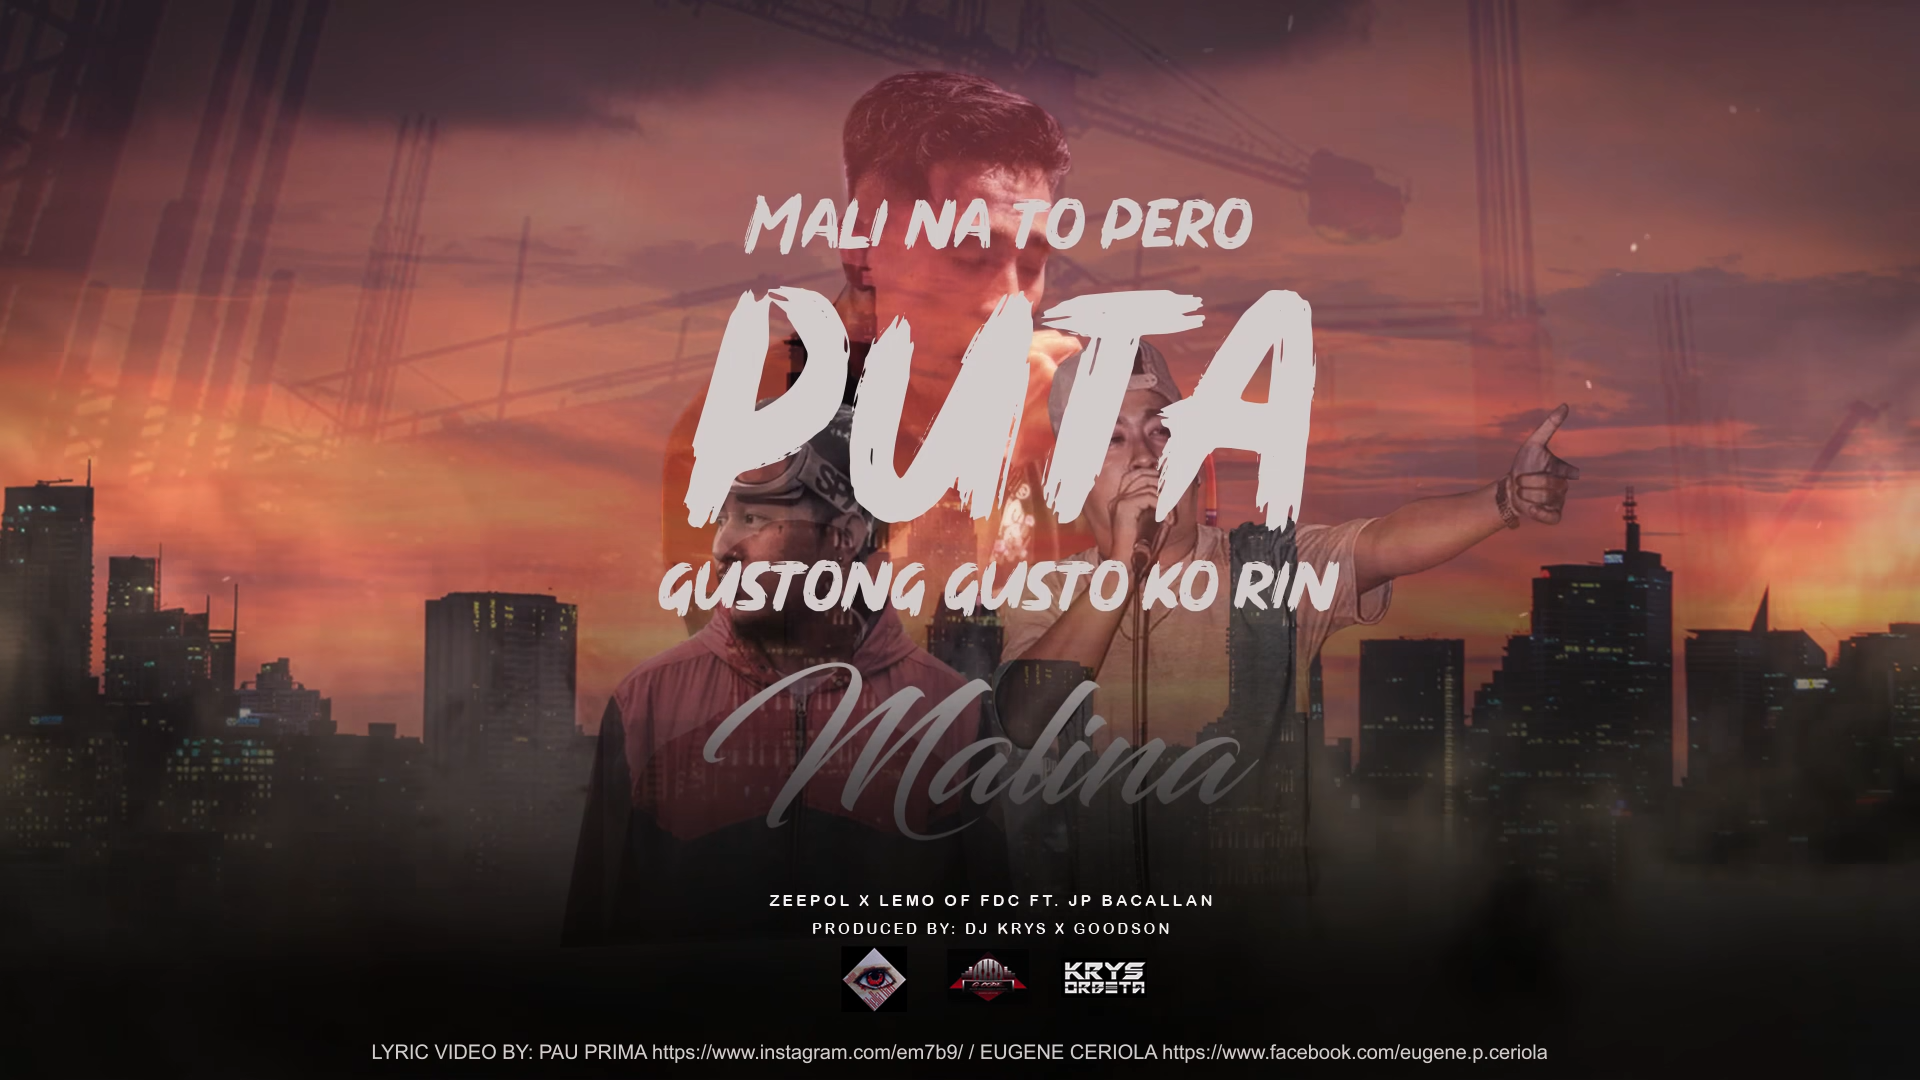 MALI NA TO PERO
PUTA
GUSTONG GUSTO KO RIN
Malina
ZEEPOL X LEMO OF FDC FT. JP BACALLAN
PRODUCED BY: DJ KRYS X GOODSON
KRYS
ORBETA
LYRIC VIDEO BY: PAU PRIMA https://www.instagram.com/em7b9/ / EUGENE CERIOLA https://www.facebook.com/eugene.p.ceriola